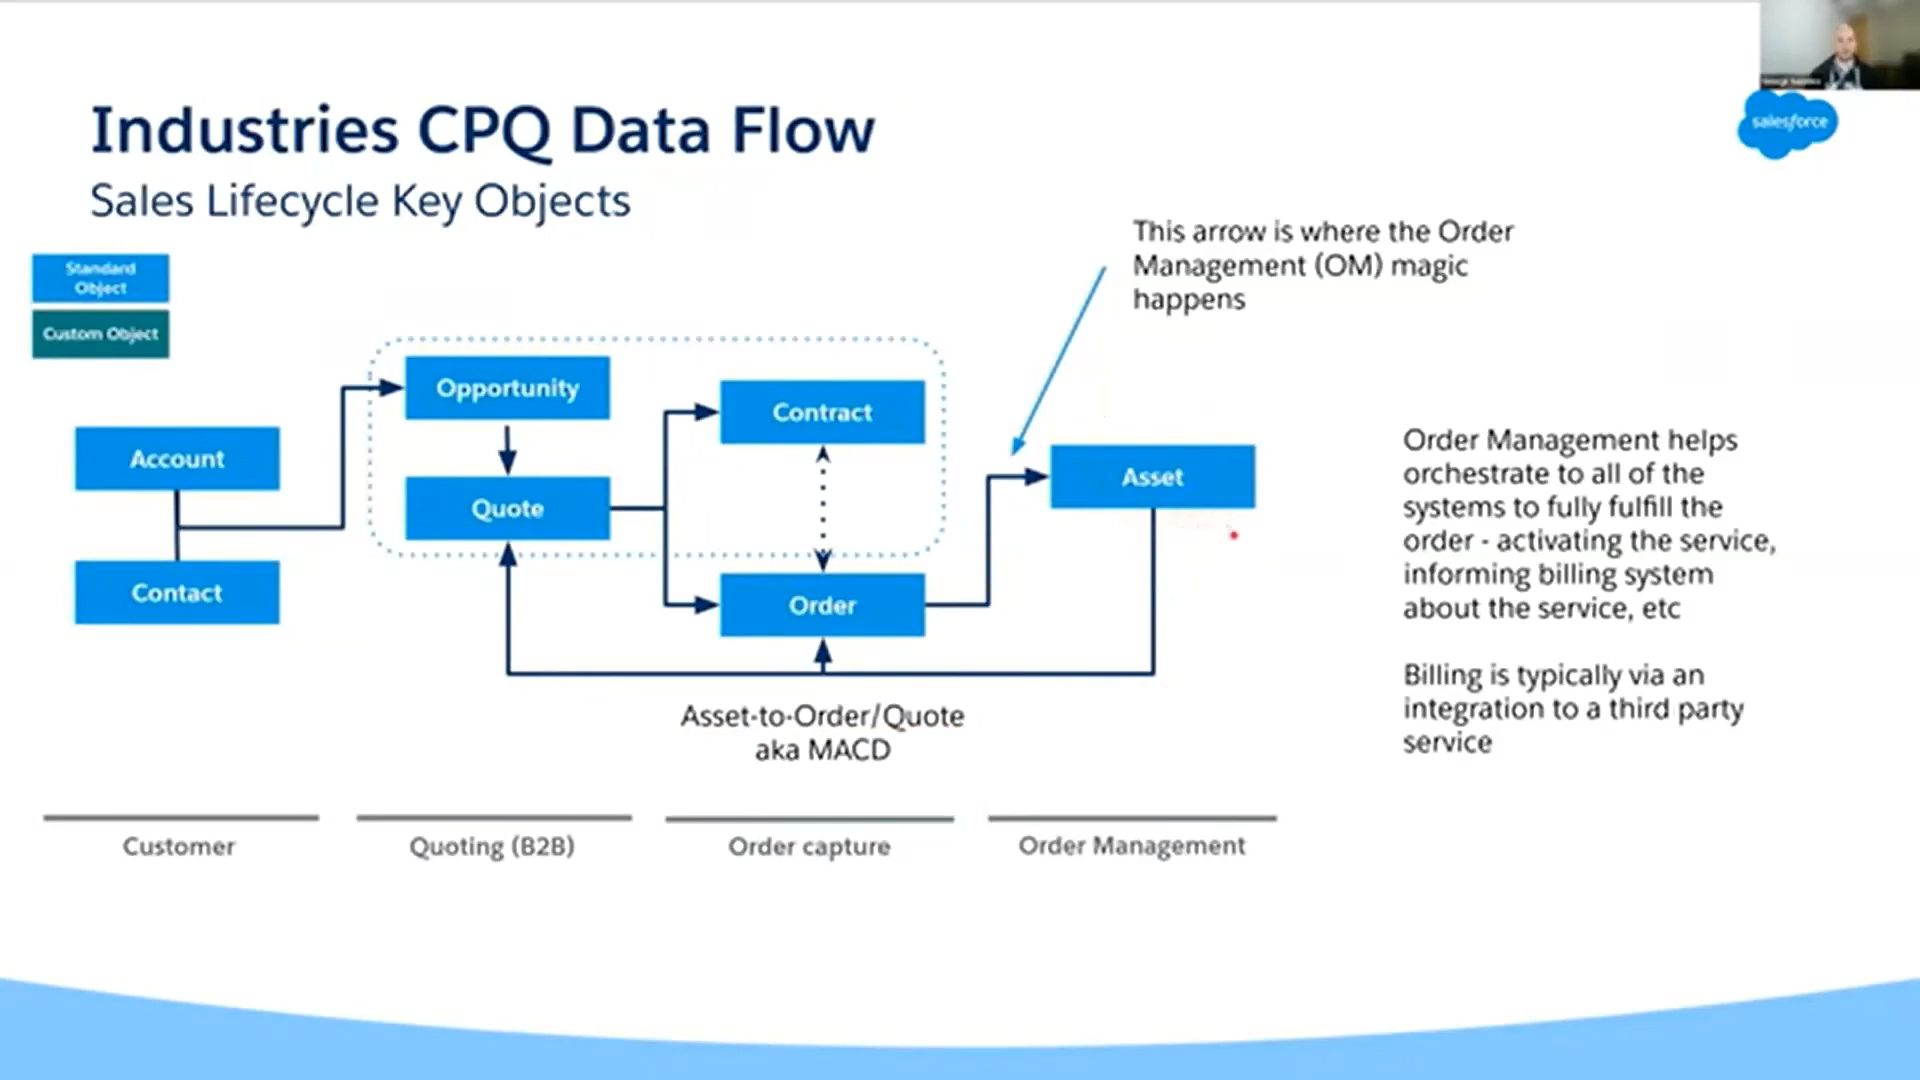 Industries CPQ Data Flow
Sales Lifecycle Key Objects
salesforce
Standard
Object
Custom Object
This arrow is where the Order
Management (OM) magic
happens
Opportunity
Contract
Account
Asset
Quote
Contact
Order
Order Management helps
orchestrate to all of the
systems to fully fulfill the
order - activating the service,
informing billing system
about the service, etc
Billing is typically via an
integration to a third party
service
Asset-to-Order/Quote
aka MACD
Customer
Quoting (B2B)
Order capture
Order Management